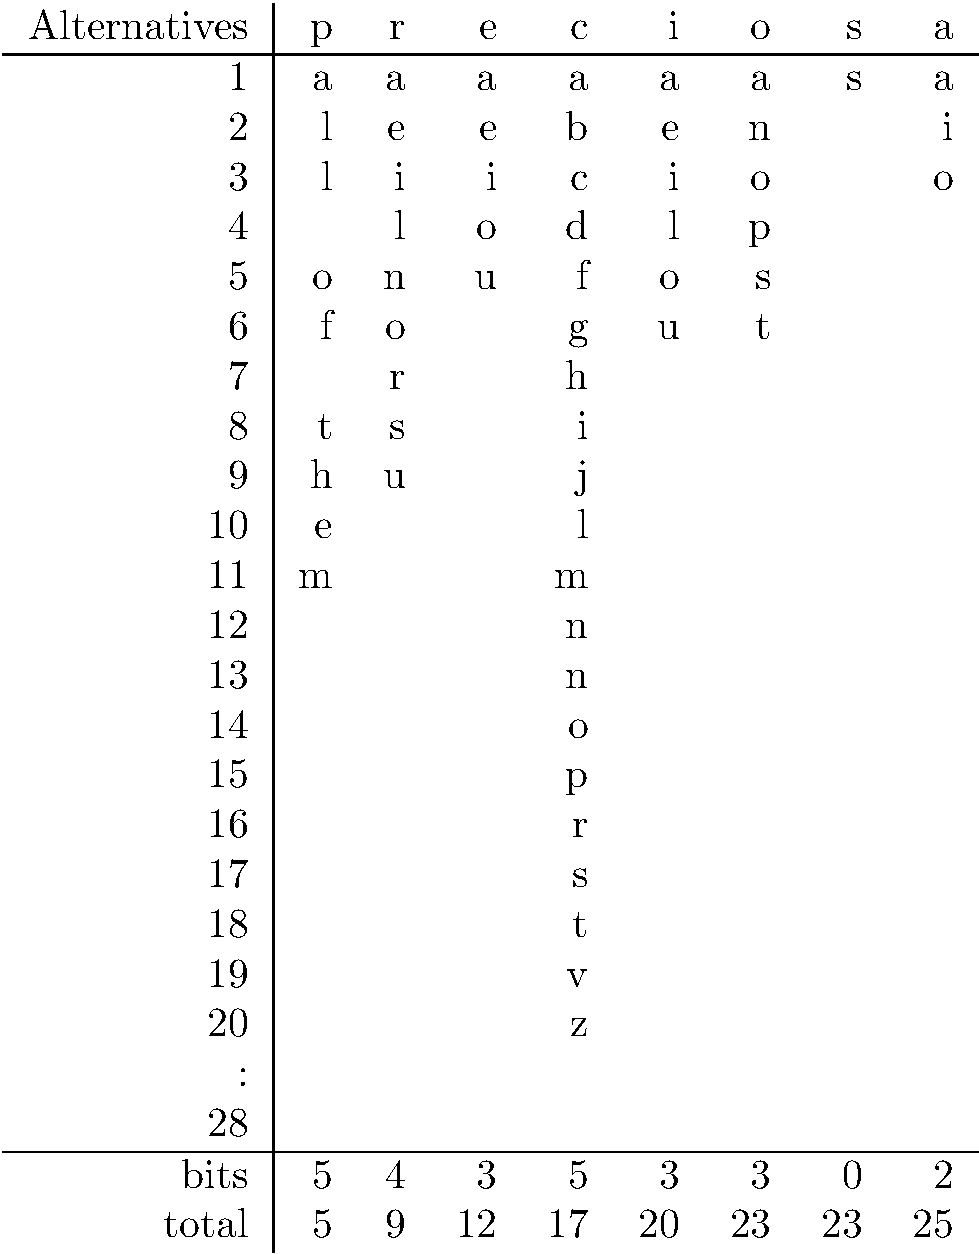 Alternatives p r e c i o s a
1 a a a a a a s a
2 l e e b e n i
3 l i i c i o o
4 l o d l p
5 o n u f o s
6 f o g u t
7 r h
8 t s i
9 h u j
10 e l
11 m m
12 n
13 n
14 o
15 p
16 r
17 s
18 t
19 v
20 z
:
28
bits 5 4 3 5 3 3 0 2
total 5 9 12 17 20 23 23 25